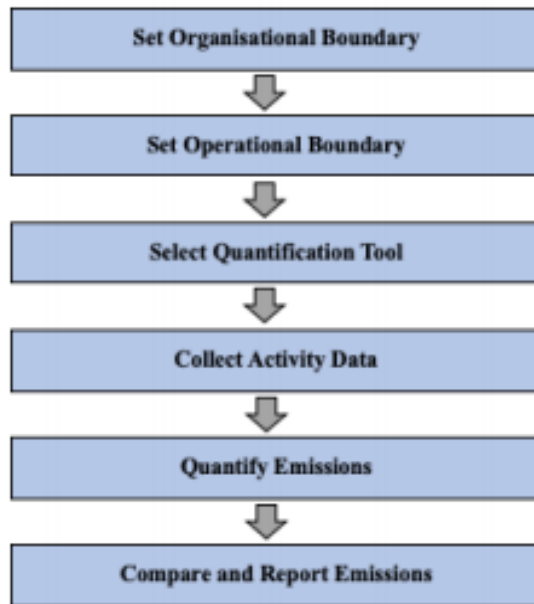 Set Organisational Boundary
Set Operational Boundary
Select Quantification Tool
Collect Activity Data
Quantify Emissions
Compare and Report Emissions